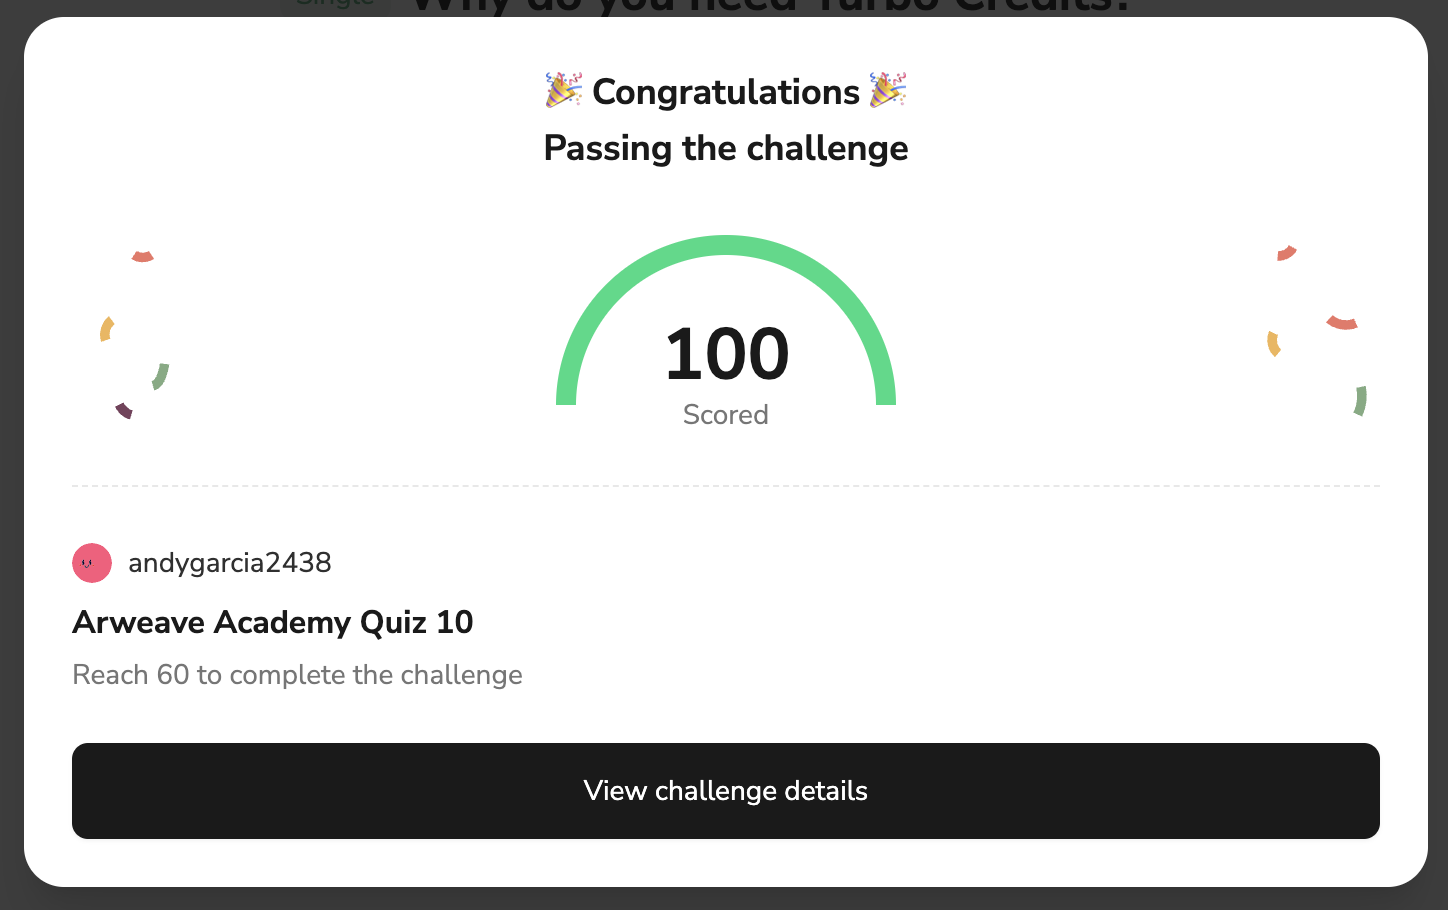 Single Why do you need Turbo Credits?
🎉 Congratulations 🎉
Passing the challenge
100
Scored
andygarcia2438
Arweave Academy Quiz 10
Reach 60 to complete the challenge
View challenge details